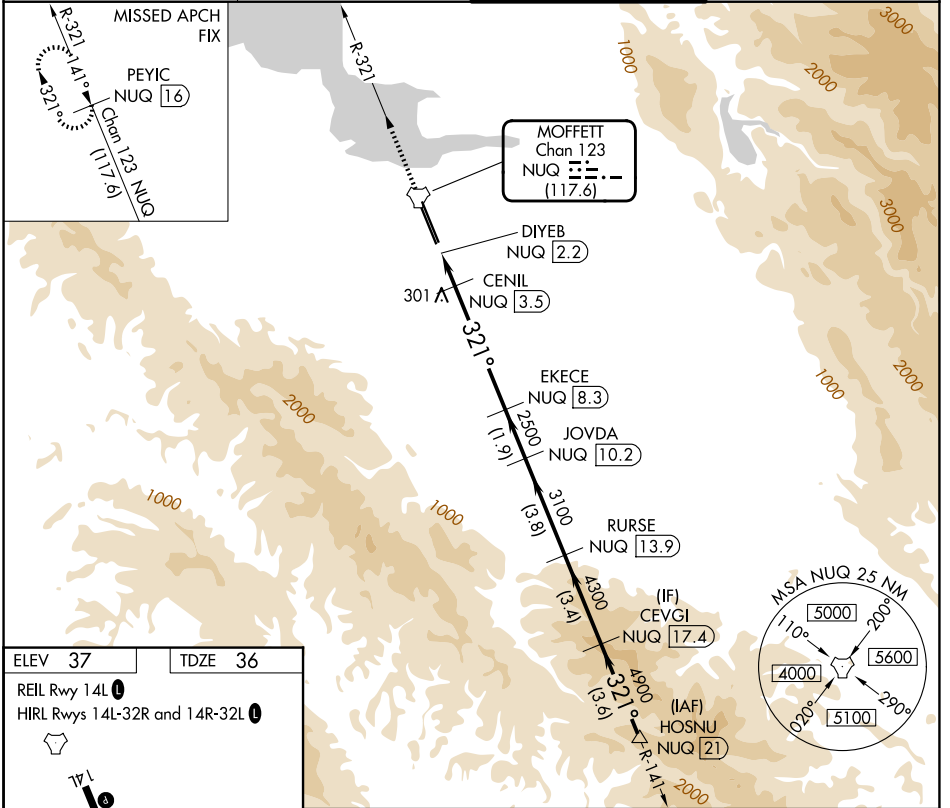 MISSED APCH
FIX
R-321
141°
321°
PEYIC
NUQ 16
Chan 123 NUQ
(117.6)
R-321
MOFFETT
Chan 123
NUQ
(117.6)
DIYEB
NUQ 2.2
CENIL
NUQ 3.5
301
321°
EKECE
NUQ 8.3
2500
(1.9)
JOVDA
NUQ 10.2
3100
(3.8)
RURSE
NUQ 13.9
4300
(3.4)
(IF)
CEVGI
NUQ 17.4
4900
321°
(3.6)
(IAF)
HOSNU
NUQ 21
R-141
1000
3000
2000
3000
2000
1000
2000
1000
1000
2000
MSA NUQ 25 NM
110°
5000
200°
4000
5600
020°
5100
290°
ELEV 37
TDZE 36
REIL Rwy 14L L
HIRL Rwys 14L-32R and 14R-32L L
14L
P